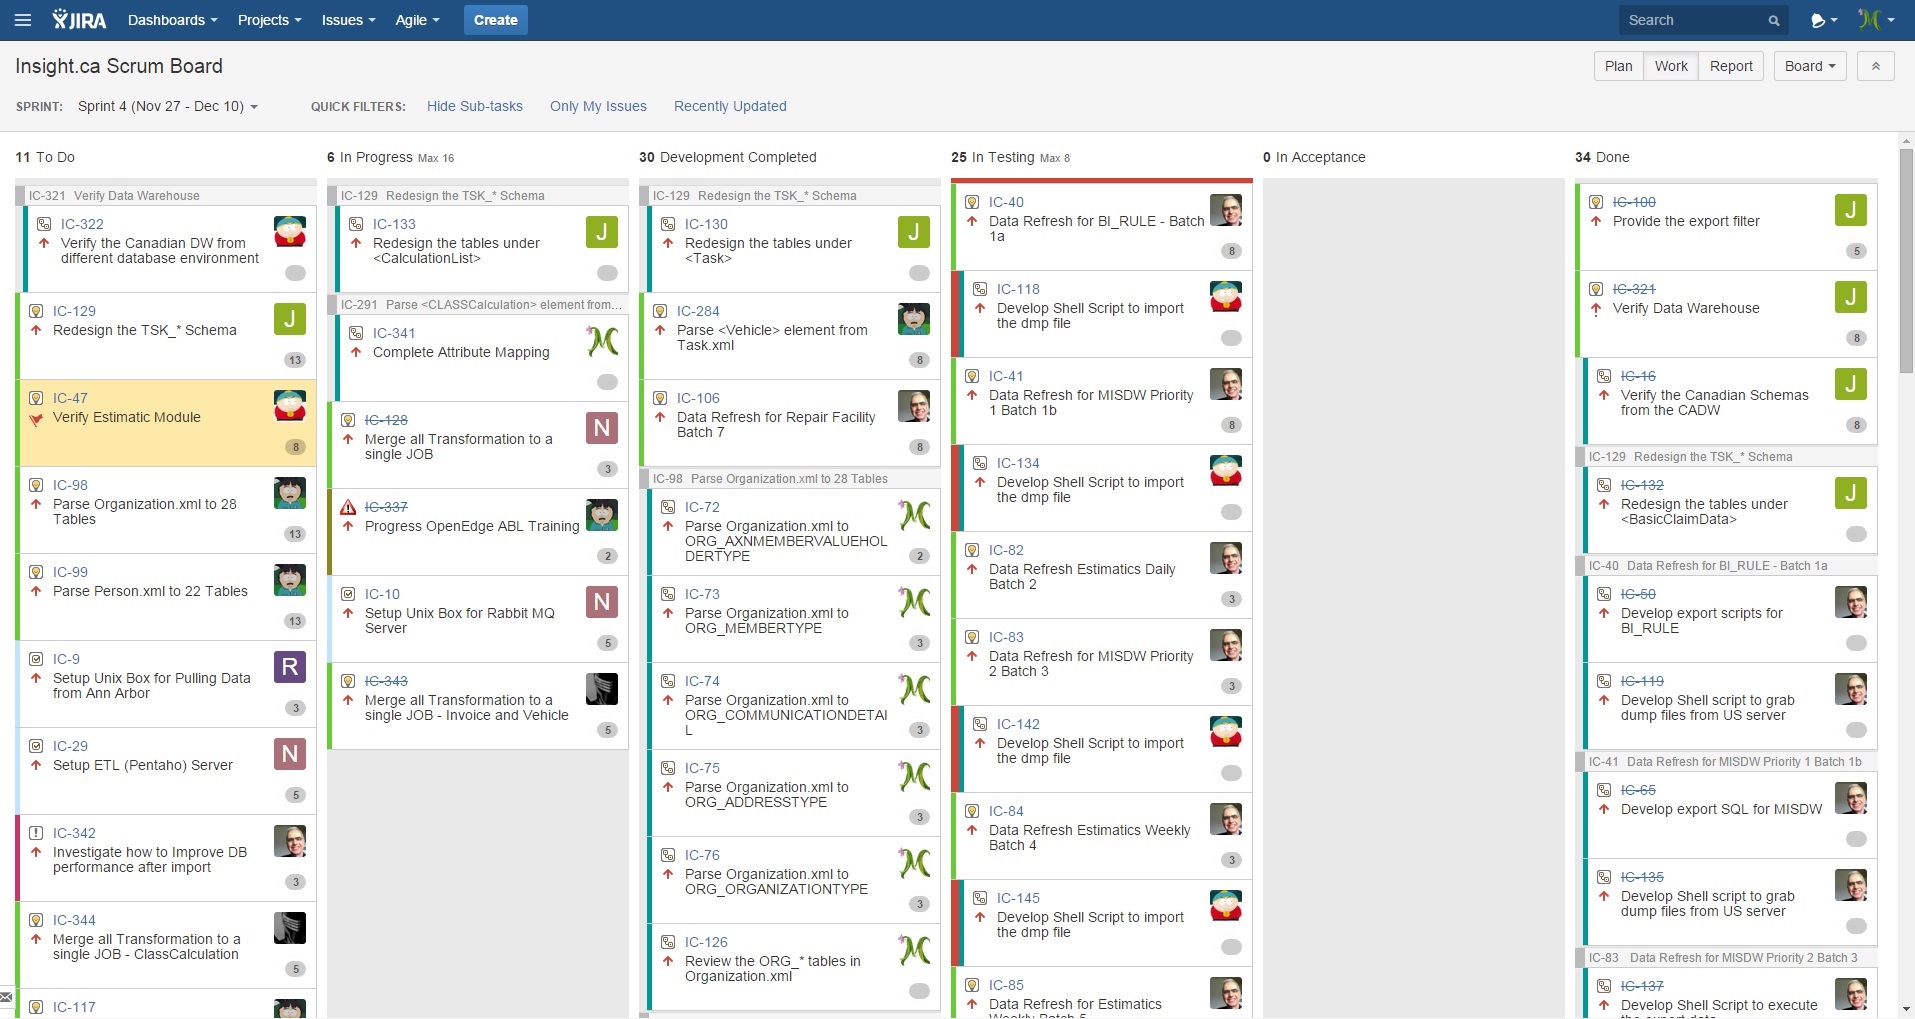 JIRA Dashboards Projects Issues Agile Create Search
Insight.ca Scrum Board
Plan Work Report Board
SPRINT: Sprint 4 (Nov 27 - Dec 10) QUICK FILTERS: Hide Sub-tasks Only My Issues Recently Updated
11 To Do
IC-321 Verify Data Warehouse
IC-322
Verify the Canadian DW from
different database environment
IC-129
J
Redesign the TSK_* Schema
13
IC-47
Verify Estimatic Module
8
IC-98
Parse Organization.xml to 28
Tables
13
IC-99
Parse Person.xml to 22 Tables
13
IC-9
R
Setup Unix Box for Pulling Data
from Ann Arbor
3
IC-29
N
Setup ETL (Pentaho) Server
5
IC-342
Investigate how to Improve DB
performance after import
3
IC-344
Merge all Transformation to a
single JOB - ClassCalculation
5
IC-117
6 In Progress Max 16
IC-129 Redesign the TSK_* Schema
IC-133
J
Redesign the tables under
<CalculationList>
IC-291 Parse <CLASSCalculation> element from...
IC-341
Complete Attribute Mapping
IC-128
N
Merge all Transformation to a
single JOB
3
IC-337
Progress OpenEdge ABL Training
2
IC-10
N
Setup Unix Box for Rabbit MQ
Server
5
IC-343
Merge all Transformation to a
single JOB - Invoice and Vehicle
5
30 Development Completed
IC-129 Redesign the TSK_* Schema
IC-130
J
Redesign the tables under
<Task>
IC-284
Parse <Vehicle> element from
Task.xml
8
IC-106
Data Refresh for Repair Facility
Batch 7
8
IC-98 Parse Organization.xml to 28 Tables
IC-72
Parse Organization.xml to
ORG_AXNMEMBERVALUEHOL
DERTYPE
2
IC-73
Parse Organization.xml to
ORG_MEMBERTYPE
3
IC-74
Parse Organization.xml to
ORG_COMMUNICATIONDETAI
L
3
IC-75
Parse Organization.xml to
ORG_ADDRESSTYPE
3
IC-76
Parse Organization.xml to
ORG_ORGANIZATIONTYPE
3
IC-126
Review the ORG_* tables in
Organization.xml
25 In Testing Max 8
IC-40
Data Refresh for BI_RULE - Batch
1a
8
IC-118
Develop Shell Script to import
the dmp file
IC-41
Data Refresh for MISDW Priority
1 Batch 1b
8
IC-134
Develop Shell Script to import
the dmp file
IC-82
Data Refresh Estimatics Daily
Batch 2
3
IC-83
Data Refresh for MISDW Priority
2 Batch 3
3
IC-142
Develop Shell Script to import
the dmp file
IC-84
Data Refresh Estimatics Weekly
Batch 4
3
IC-145
Develop Shell Script to import
the dmp file
IC-85
Data Refresh for Estimatics
Weekly Batch 5
0 In Acceptance
34 Done
IC-100
J
Provide the export filter
5
IC-321
J
Verify Data Warehouse
8
IC-16
J
Verify the Canadian Schemas
from the CADW
8
IC-129 Redesign the TSK_* Schema
IC-132
J
Redesign the tables under
<BasicClaimData>
IC-40 Data Refresh for BI_RULE - Batch 1a
IC-50
Develop export scripts for
BI_RULE
IC-119
Develop Shell script to grab
dump files from US server
IC-41 Data Refresh for MISDW Priority 1 Batch 1b
IC-65
Develop export SQL for MISDW
IC-135
Develop Shell script to grab
dump files from US server
IC-83 Data Refresh for MISDW Priority 2 Batch 3
IC-137
Develop Shell Script to execute
the export data